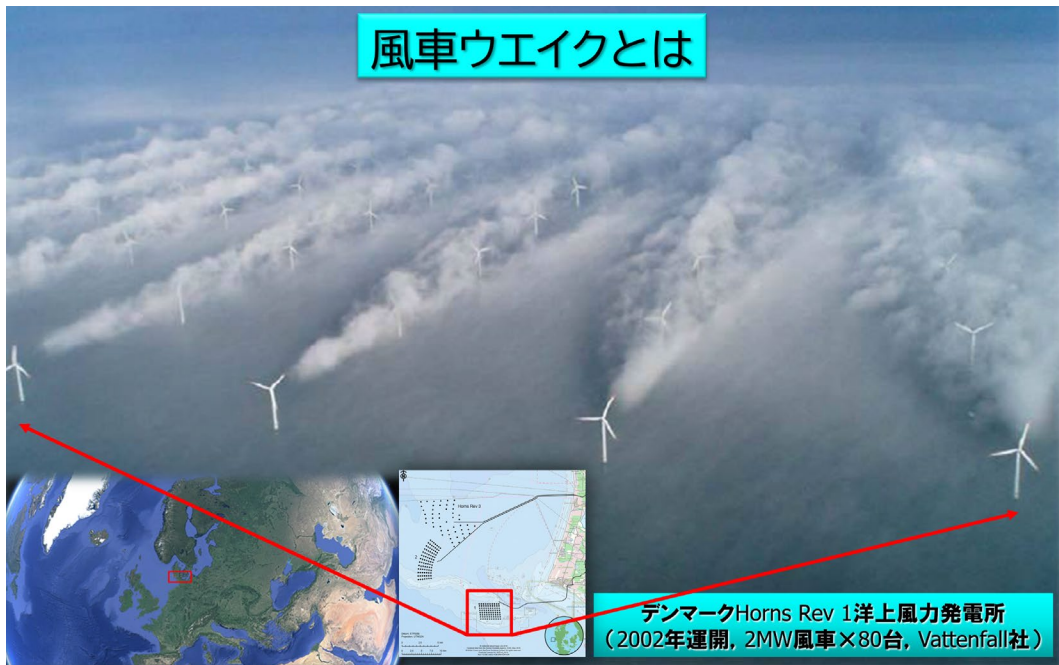 風車ウエイクとは
Horns Rev 3
2
1
デンマークHorns Rev 1洋上風力発電所
（2002年運開, 2MW風車×80台, Vattenfall社）